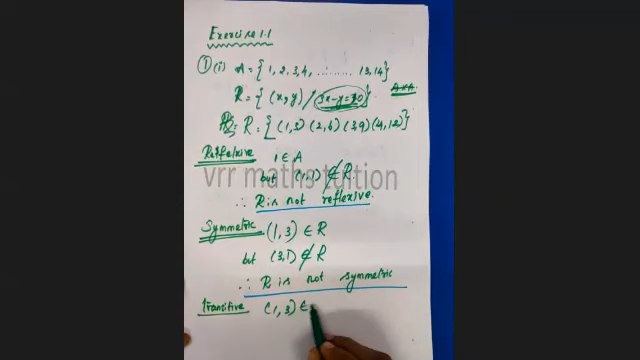 Exercise 1.1
① (i) A = { 1, 2, 3, 4, ......... 13, 14 }
R = { (x, y) / 3x - y = 0 } A×A
R = { (1, 3) (2, 6) (3, 9) (4, 12) }
Reflexive 1 ∈ A
but (1, 1) ∉ R
vrr maths tuition
∴ R is not reflexive.
Symmetric (1, 3) ∈ R
but (3, 1) ∉ R
∴ R is not symmetric
Transitive (1, 3) ∈